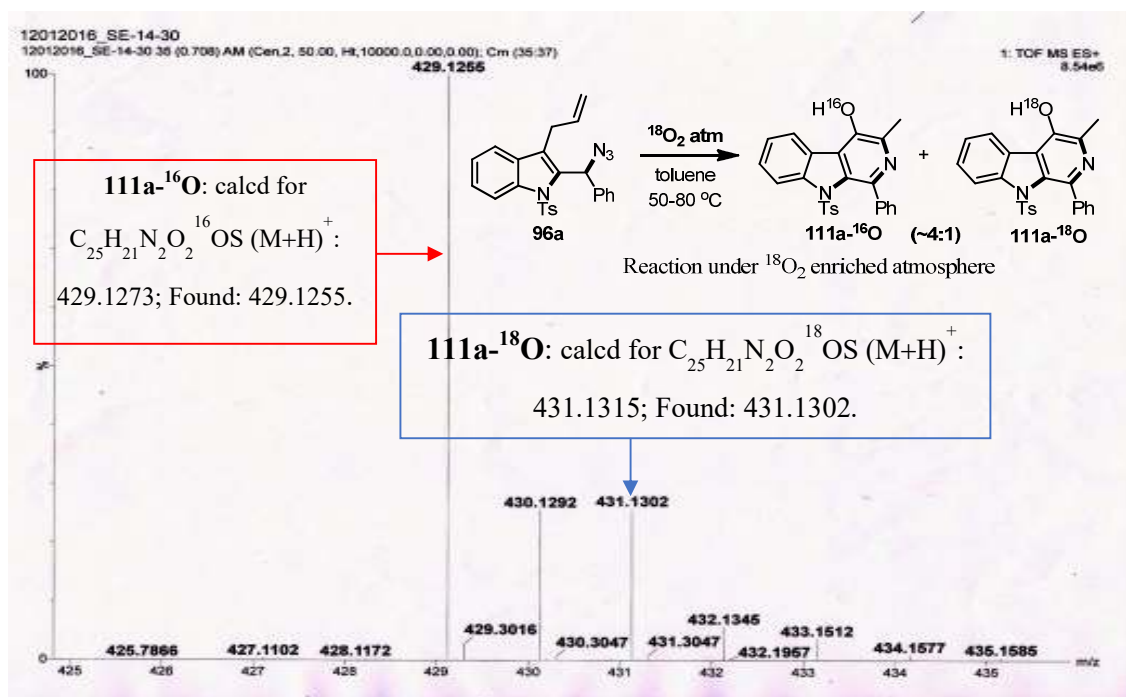 12012016_SE-14-30
12012016_SE-14-30 36 (0.708) AM (Cen,2, 50.00, Ht,10000.0,0.00,0.00); Cm (35:37)
1: TOF MS ES+
8.54e6
100
429.1255
%
0
N₃
N
Ts
Ph
96a
¹⁸O₂ atm
toluene
50-80 °C
H¹⁶O
N
N
Ts
Ph
111a-¹⁶O
+
(~4:1)
H¹⁸O
N
N
Ts
Ph
111a-¹⁸O
Reaction under ¹⁸O₂ enriched atmosphere
111a-¹⁶O: calcd for
C₂₅H₂₁N₂O₂¹⁶OS (M+H)⁺:
429.1273; Found: 429.1255.
111a-¹⁸O: calcd for C₂₅H₂₁N₂O₂¹⁸OS (M+H)⁺:
431.1315; Found: 431.1302.
430.1292
431.1302
425.7866
427.1102
428.1172
429.3016
430.3047
431.3047
432.1345
432.1967
433.1512
434.1577
435.1585
425 426 427 428 429 430 431 432 433 434 435 m/z